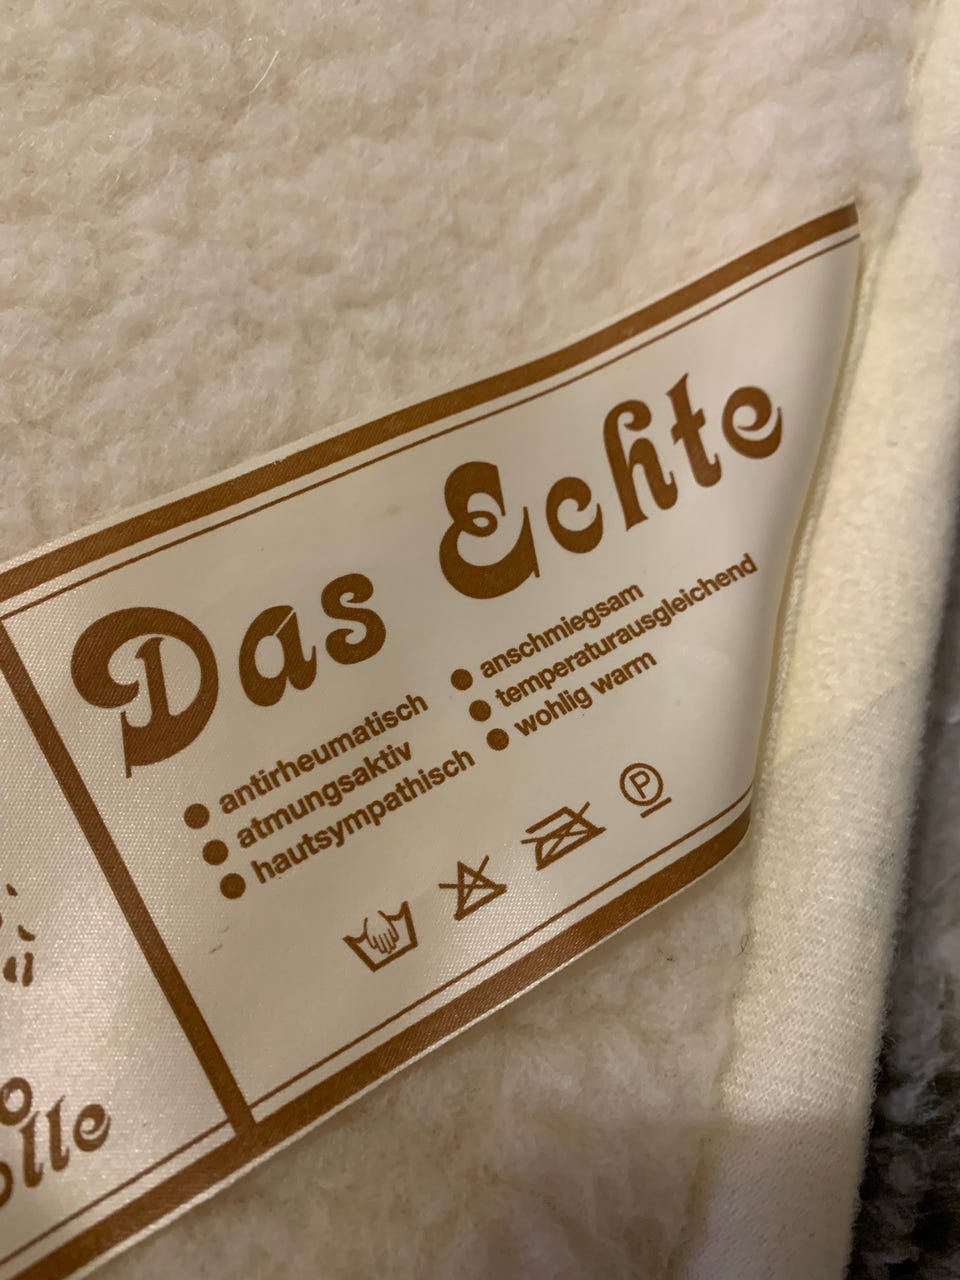 Das Echte
● antirheumatisch
● atmungsaktiv
● hautsympathisch
● anschmiegsam
● temperaturausgleichend
● wohlig warm
P